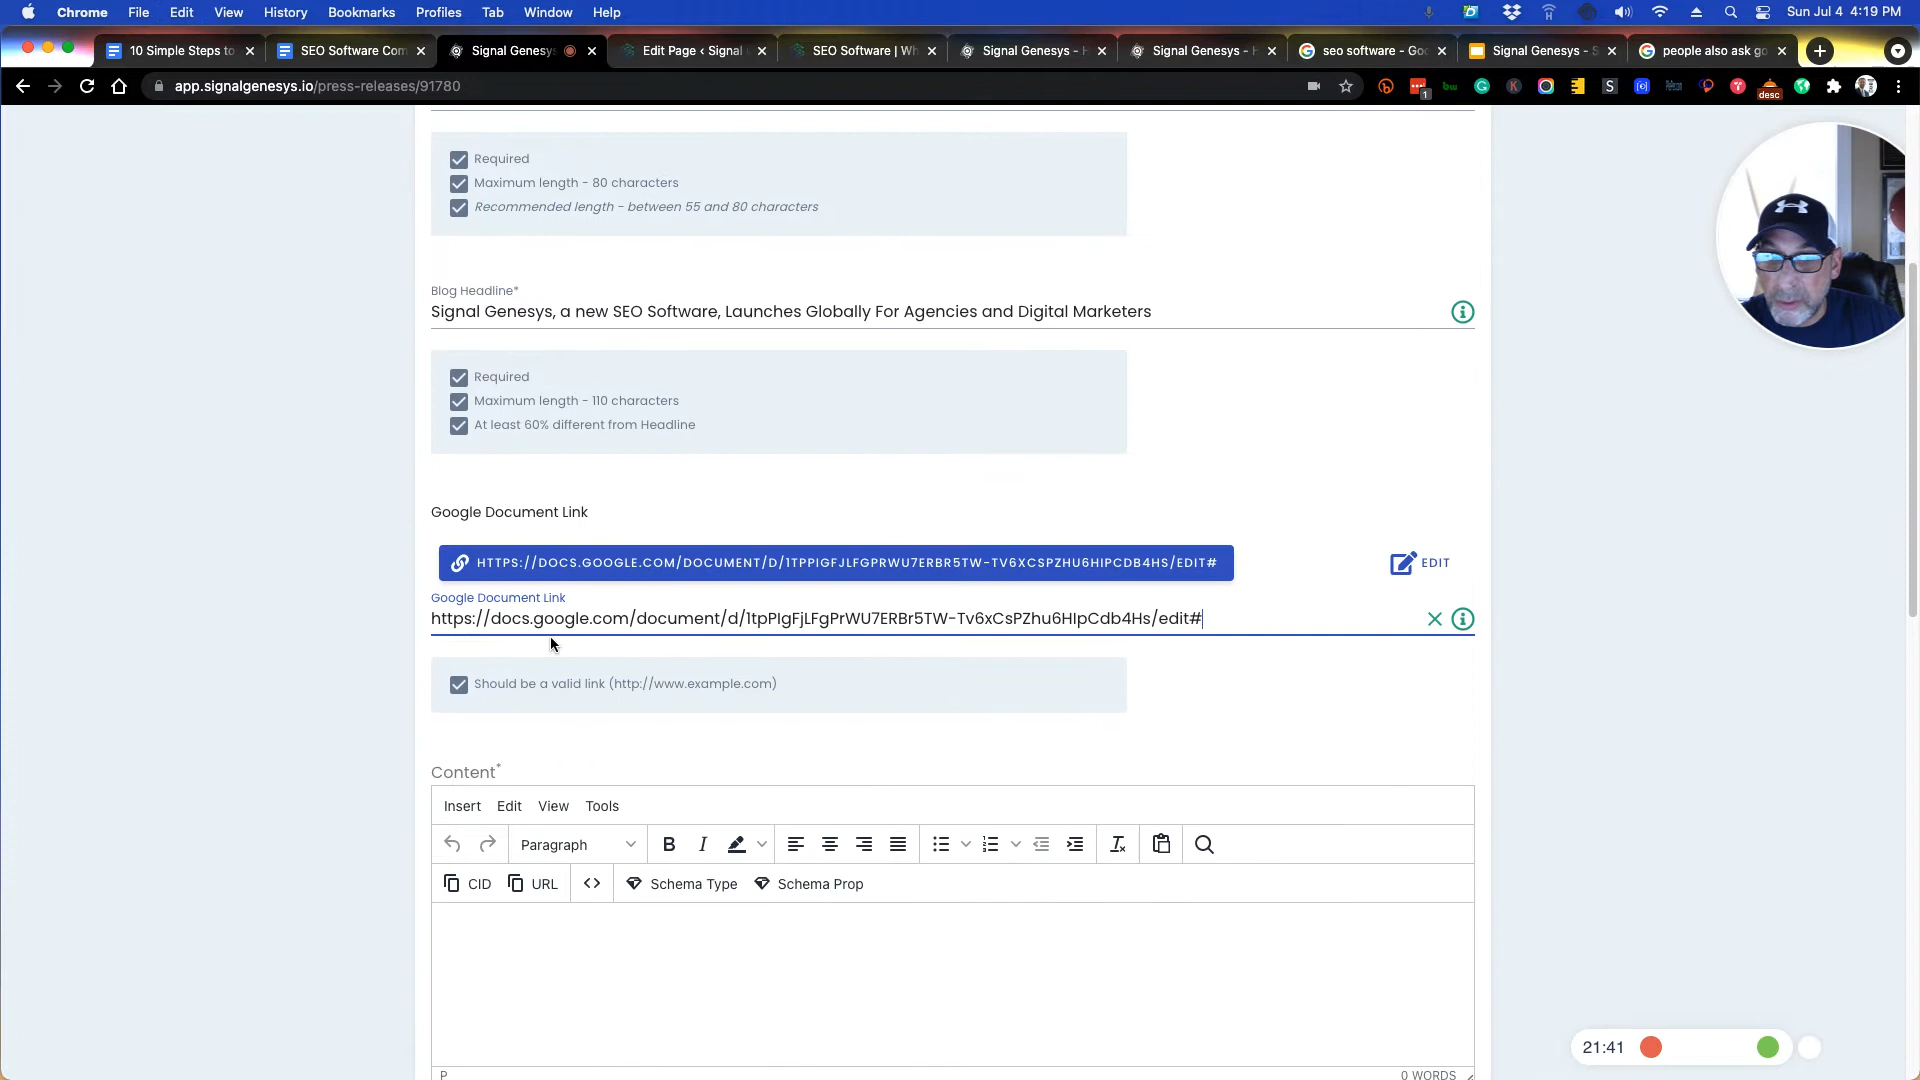 Chrome File Edit View History Bookmarks Profiles Tab Window Help Sun Jul 4 4:19 PM
10 Simple Steps to SEO Software Com Signal Genesys Edit Page ‹ Signal SEO Software | Wh Signal Genesys - H Signal Genesys - H seo software - Goo Signal Genesys - S people also ask go
app.signalgenesys.io/press-releases/91780
1
desc
Required
Maximum length - 80 characters
Recommended length - between 55 and 80 characters
Blog Headline*
Signal Genesys, a new SEO Software, Launches Globally For Agencies and Digital Marketers
Required
Maximum length - 110 characters
At least 60% different from Headline
Google Document Link
HTTPS://DOCS.GOOGLE.COM/DOCUMENT/D/1TPPIGFJLFGPRWU7ERBR5TW-TV6XCSPZHU6HIPCDB4HS/EDIT#
EDIT
Google Document Link
https://docs.google.com/document/d/1tpPIgFjLFgPrWU7ERBr5TW-Tv6xCsPZhu6HIpCdb4Hs/edit#
Should be a valid link (http://www.example.com)
Content*
Insert Edit View Tools
Paragraph B I
CID URL <> Schema Type Schema Prop
P 0 WORDS
21:41